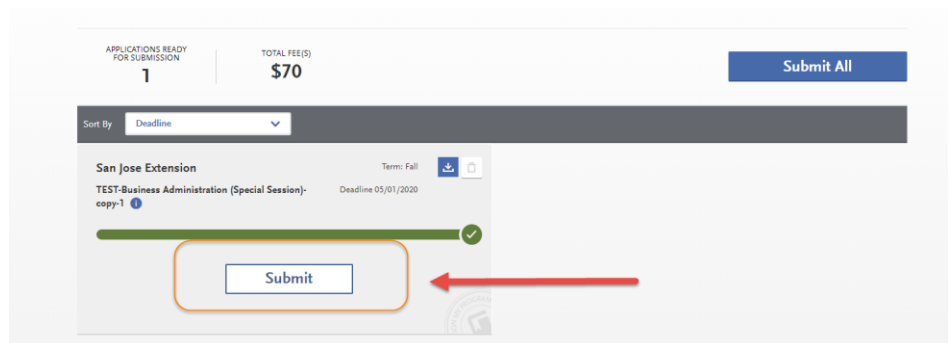 APPLICATIONS READY
FOR SUBMISSION
1
TOTAL FEE(S)
$70
Submit All
Sort By
Deadline
San Jose Extension
Term: Fall
TEST-Business Administration (Special Session)-
copy-1
Deadline 05/01/2020
Submit